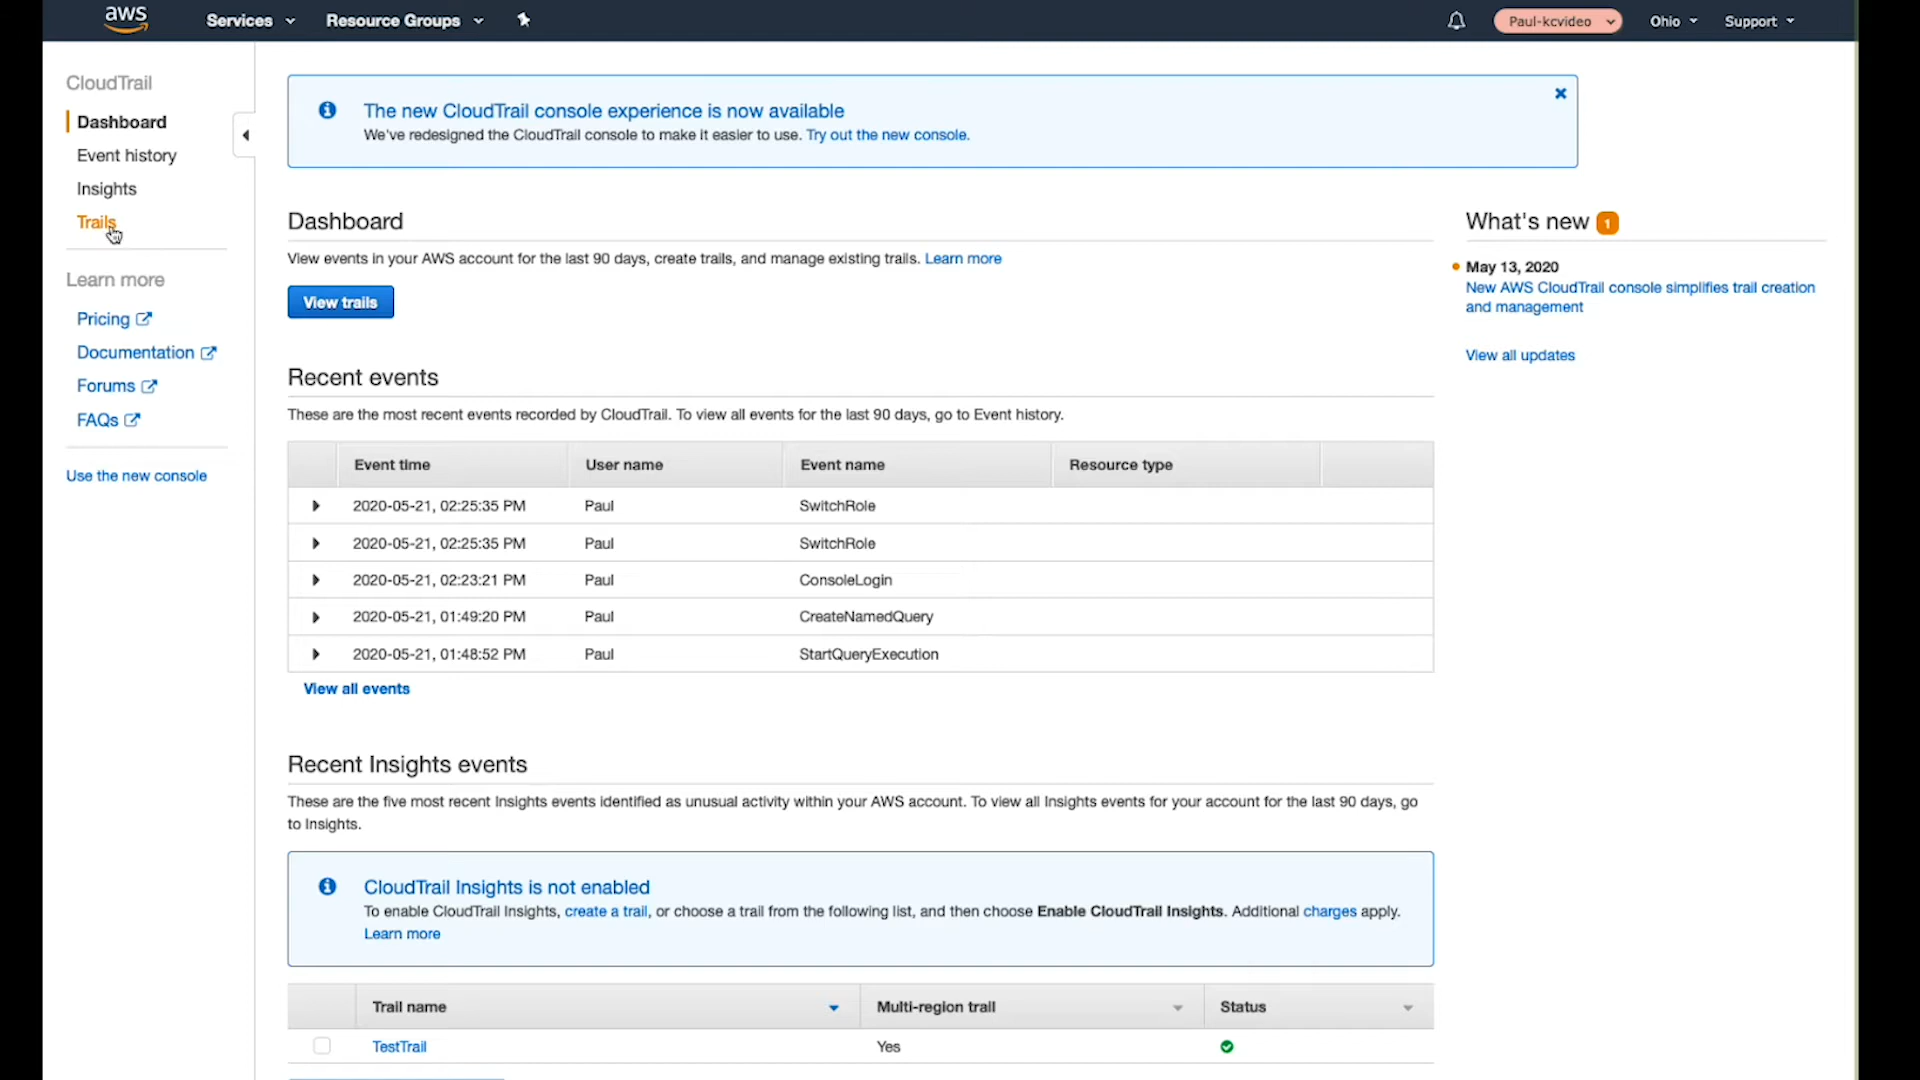 aws
Services
Resource Groups
Paul-kcvideo
Ohio
Support
CloudTrail
Dashboard
Event history
Insights
Trails
Learn more
Pricing
Documentation
Forums
FAQs
Use the new console
The new CloudTrail console experience is now available
We've redesigned the CloudTrail console to make it easier to use. Try out the new console.
Dashboard
View events in your AWS account for the last 90 days, create trails, and manage existing trails. Learn more
View trails
Recent events
These are the most recent events recorded by CloudTrail. To view all events for the last 90 days, go to Event history.
Event time User name Event name Resource type
2020-05-21, 02:25:35 PM Paul SwitchRole
2020-05-21, 02:25:35 PM Paul SwitchRole
2020-05-21, 02:23:21 PM Paul ConsoleLogin
2020-05-21, 01:49:20 PM Paul CreateNamedQuery
2020-05-21, 01:48:52 PM Paul StartQueryExecution
View all events
Recent Insights events
These are the five most recent Insights events identified as unusual activity within your AWS account. To view all Insights events for your account for the last 90 days, go
to Insights.
CloudTrail Insights is not enabled
To enable CloudTrail Insights, create a trail, or choose a trail from the following list, and then choose Enable CloudTrail Insights. Additional charges apply.
Learn more
Trail name Multi-region trail Status
TestTrail Yes
What's new 1
May 13, 2020
New AWS CloudTrail console simplifies trail creation
and management
View all updates